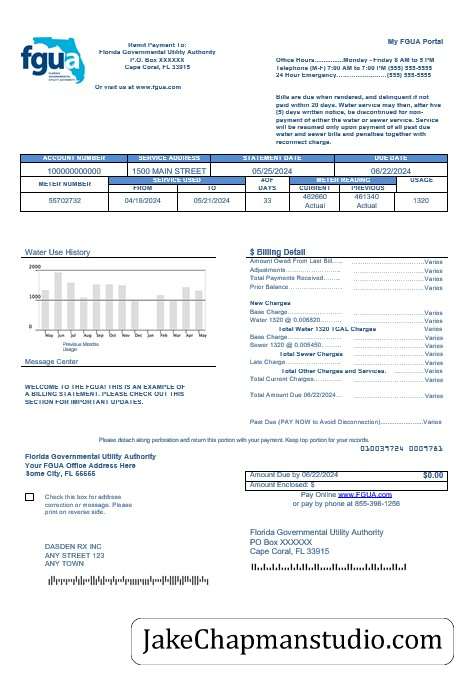 My FGUA Portal
fgua
Remit Payment To:
Florida Governmental Utility Authority
P.O. Box XXXXXX
Cape Coral, FL 33915
Or visit us at www.fgua.com
Office Hours..............Monday - Friday 8 AM to 5 PM
Telephone (M-F) 7:00 AM to 7:00 PM (555) 555-5555
24 Hour Emergency........................(555) 555-5555
Bills are due when rendered, and delinquent if not
paid within 20 days. Water service may then, after five
(5) days written notice, be discontinued for non-
payment of either the water or sewer service. Service
will be resumed only upon payment of all past due
water and sewer bills and penalties together with
reconnect charge.
ACCOUNT NUMBER SERVICE ADDRESS STATEMENT DATE DUE DATE
100000000000 1500 MAIN STREET 05/25/2024 06/22/2024
METER NUMBER SERVICE USED #OF DAYS METER READING USAGE
FROM TO CURRENT PREVIOUS
55702732 04/18/2024 05/21/2024 33 462660 461340 1320
Actual Actual
Water Use History
2000
1000
0
May Jun Jul Aug Sep Oct Nov Dec Jan Feb Mar Apr May
Previous Months
Usage
Message Center
WELCOME TO THE FGUA! THIS IS AN EXAMPLE OF
A BILLING STATEMENT. PLEASE CHECK OUT THIS
SECTION FOR IMPORTANT UPDATES.
$ Billing Detail
Amount Owed From Last Bill.....Varies
Adjustments.....Varies
Total Payments Received.....Varies
Prior Balance.....Varies
New Charges
Base Charge.....Varies
Water 1320 @ 0.006820.....Varies
Total Water 1320 TGAL Charges Varies
Base Charge.....Varies
Sewer 1320 @ 0.005450.....Varies
Total Sewer Charges Varies
Late Charge.....Varies
Total Other Charges and Services. Varies
Total Current Charges.....Varies
Total Amount Due 06/22/2024.....Varies
Past Due (PAY NOW to Avoid Disconnection).....Varies
Please detach along perforation and return this portion with your payment. Keep top portion for your records.
010039724 0009781
Florida Governmental Utility Authority
Your FGUA Office Address Here
Some City, FL 55555
Check this box for address
correction or message. Please
print on reverse side.
Amount Due by 06/22/2024 $0.00
Amount Enclosed: $
Pay Online www.FGUA.com
or pay by phone at 855-398-1256
DASDEN RX INC
ANY STREET 123
ANY TOWN
Florida Governmental Utility Authority
PO Box XXXXXX
Cape Coral, FL 33915
JakeChapmanstudio.com